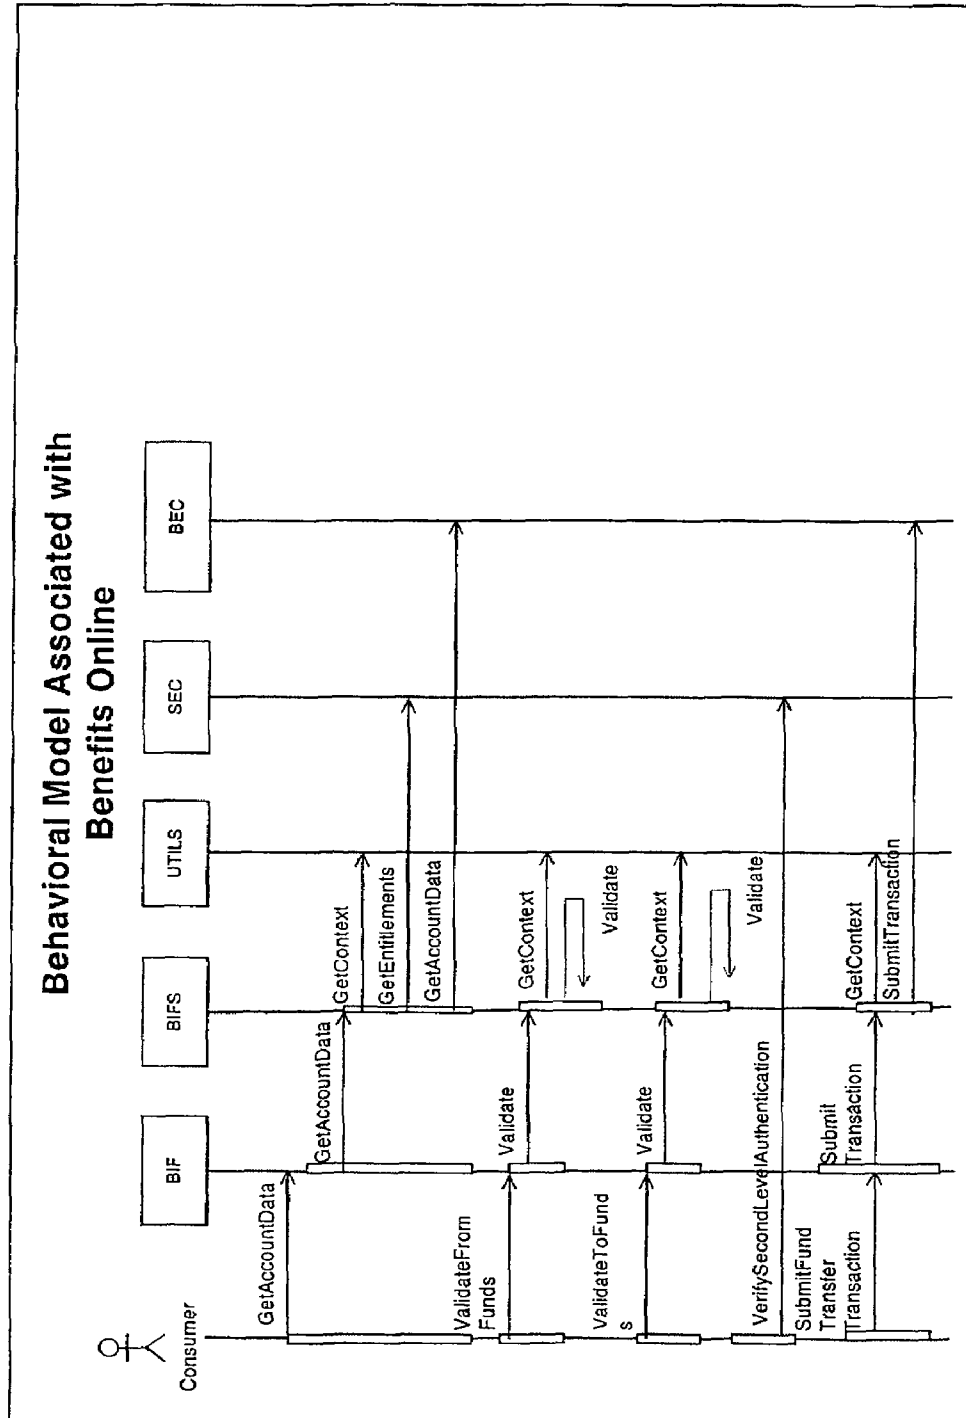 Behavioral Model Associated with
Benefits Online
Consumer
BIF
BIFS
UTILS
SEC
BEC
GetAccountData
GetAccountData
GetContext
GetEntitlements
GetAccountData
ValidateFrom
Funds
Validate
GetContext
Validate
ValidateToFund
s
Validate
GetContext
Validate
VerifySecondLevelAuthentication
SubmitFund
Transfer
Transaction
Submit
Transaction
GetContext
SubmitTransaction